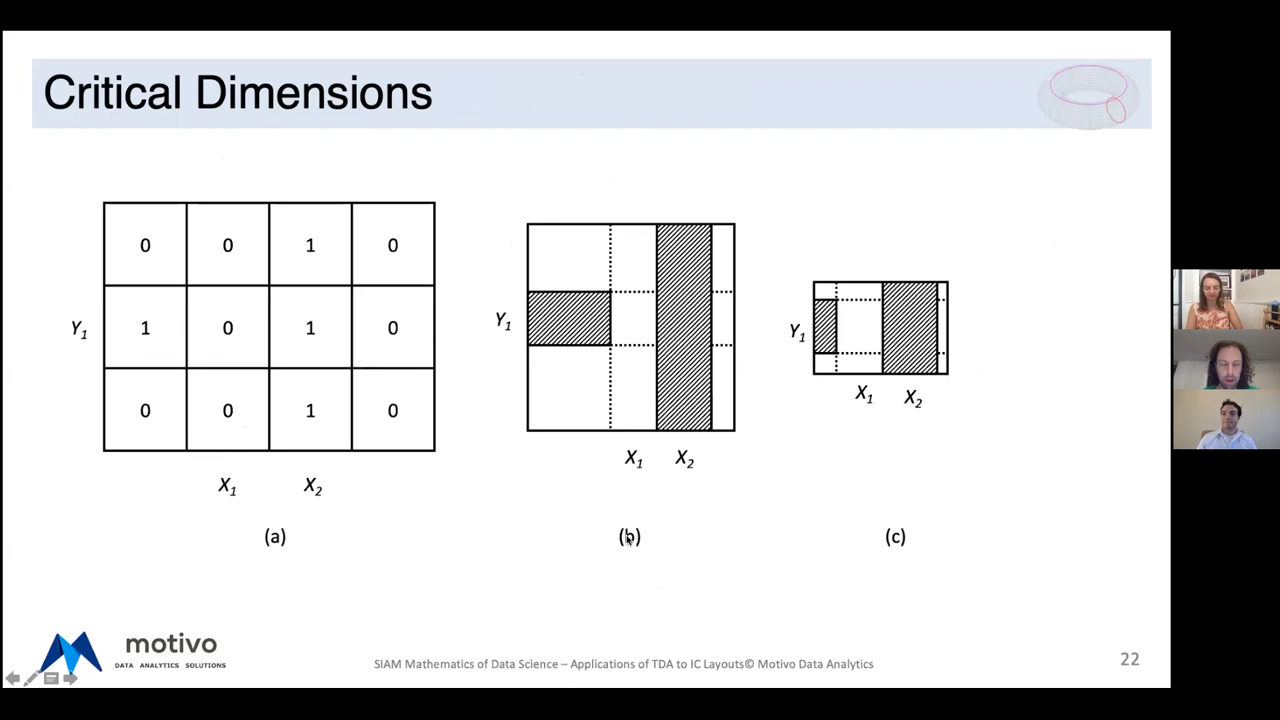 Critical Dimensions
0 0 1 0
Y1 1 0 1 0
0 0 1 0
X1 X2
(a)
Y1
X1 X2
(b)
Y1
X1 X2
(c)
motivo
DATA ANALYTICS SOLUTIONS
SIAM Mathematics of Data Science – Applications of TDA to IC Layouts© Motivo Data Analytics
22